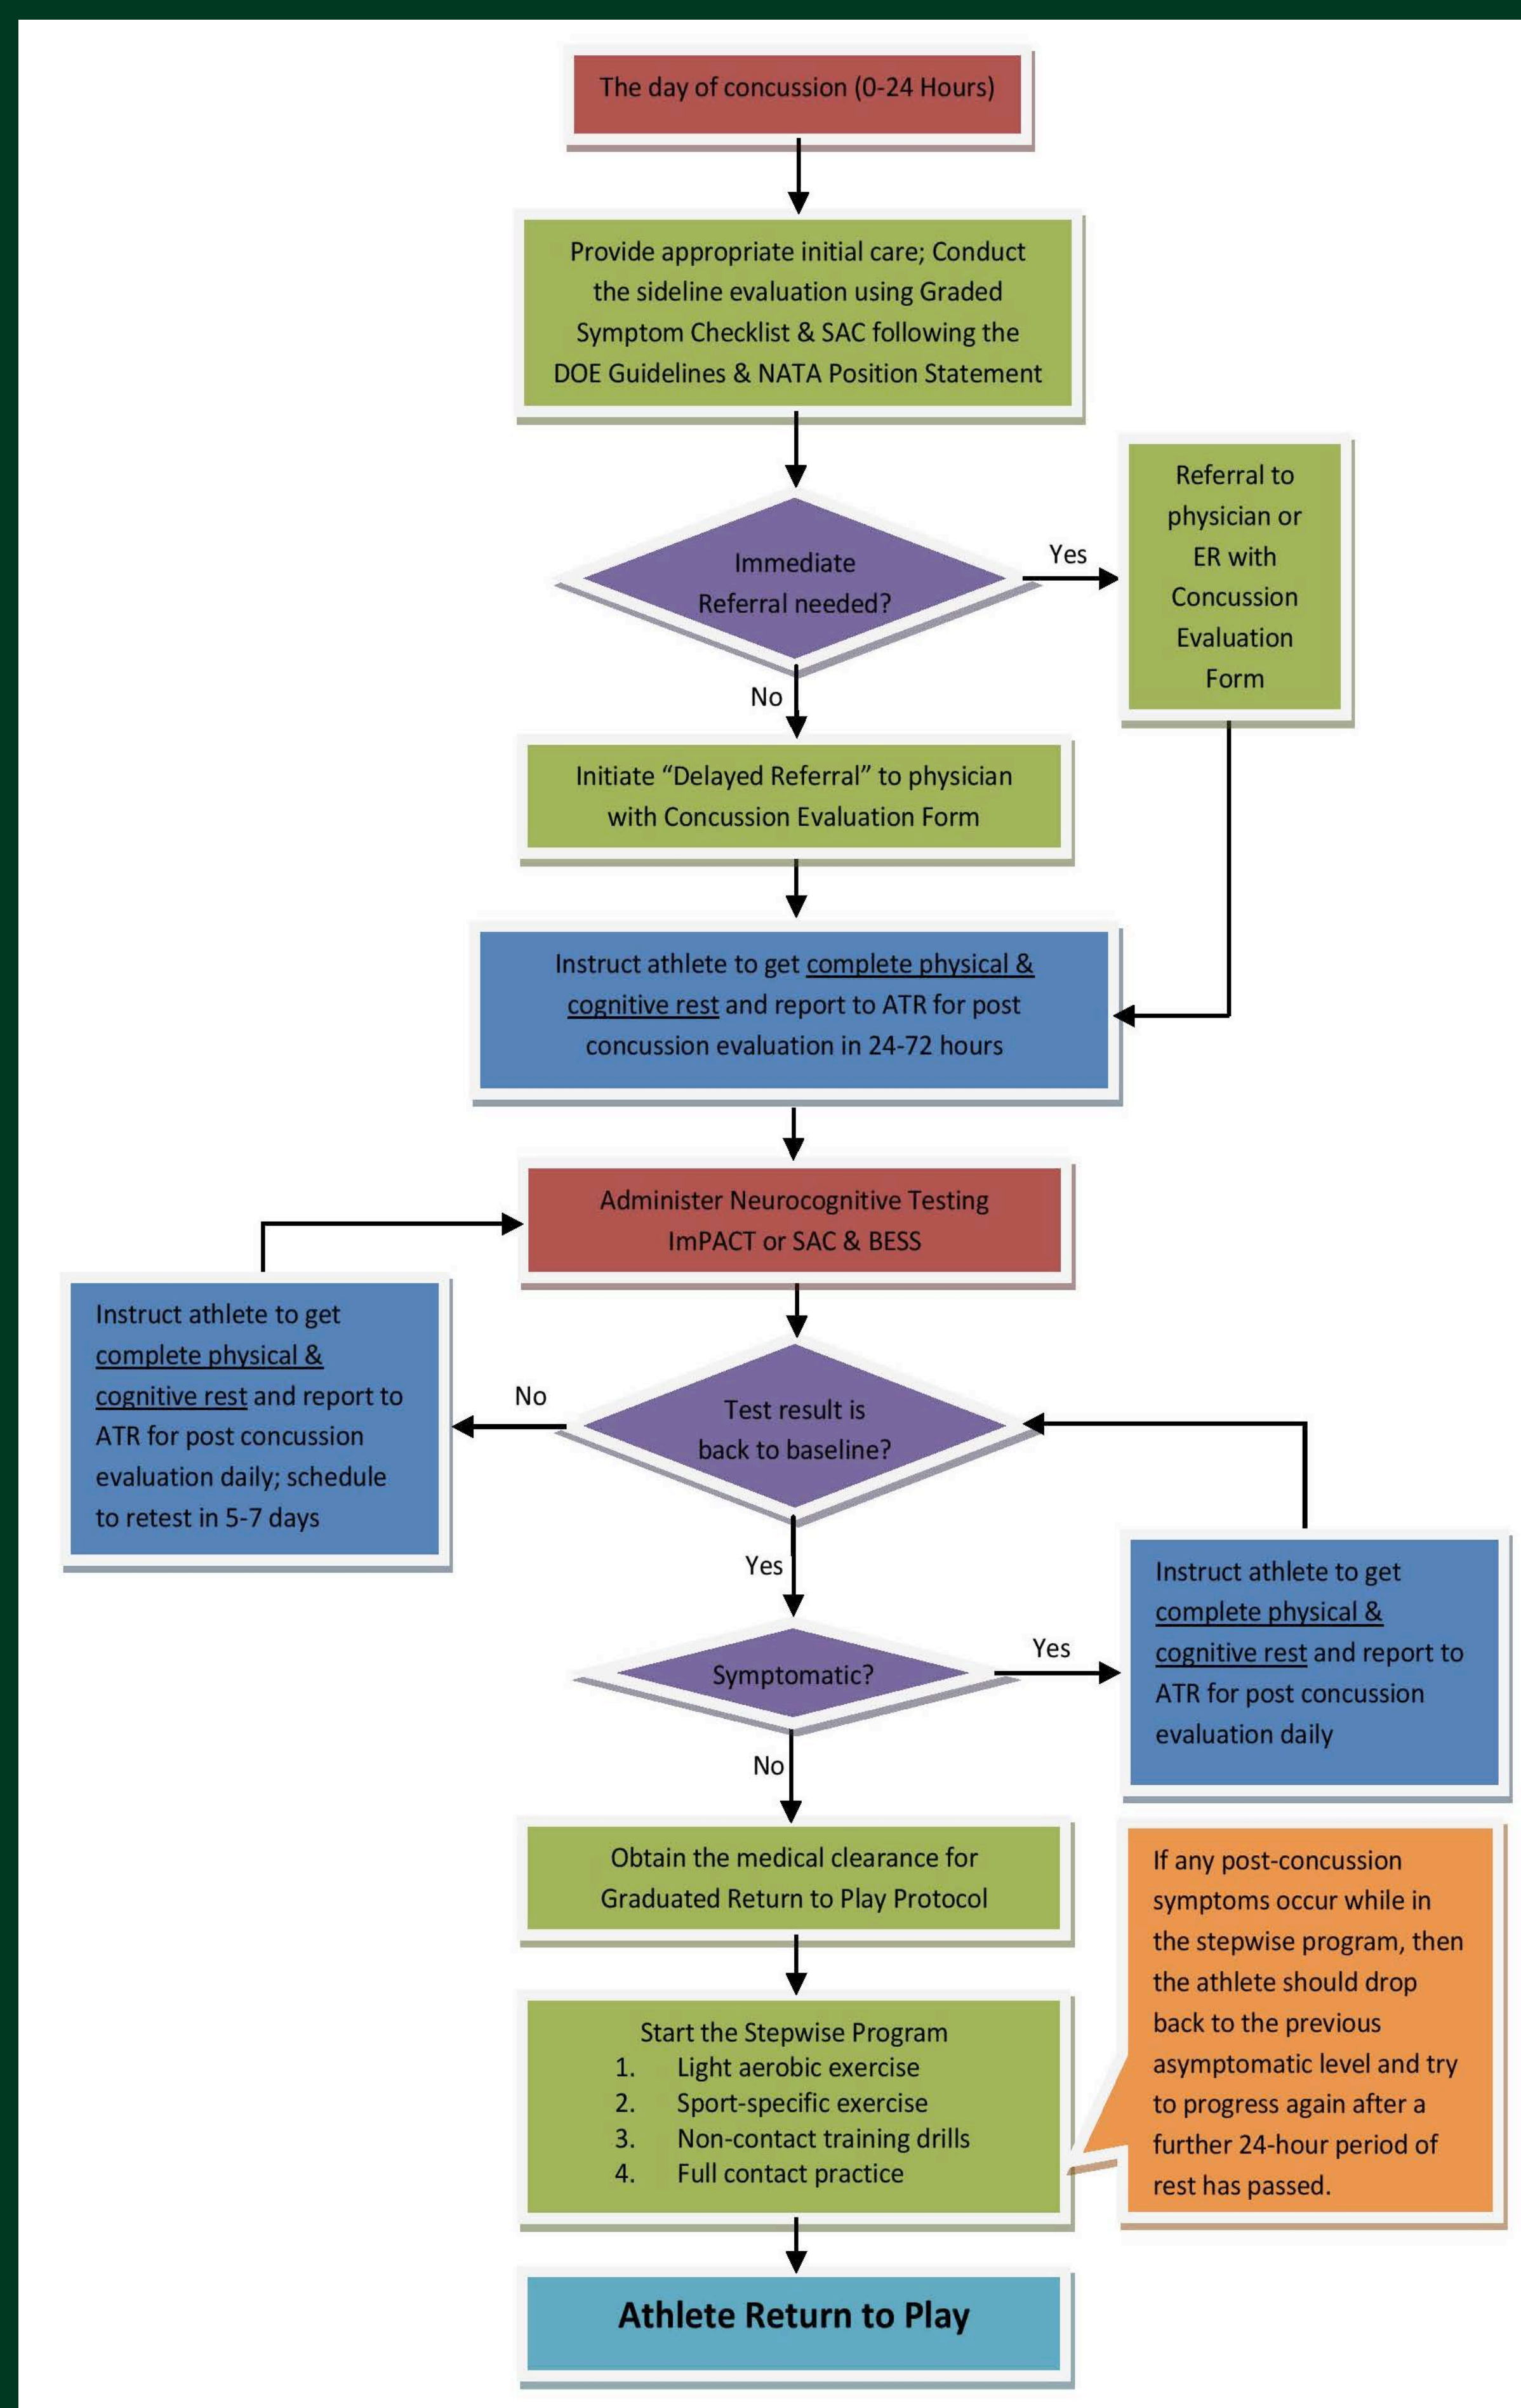 The day of concussion (0-24 Hours)
Provide appropriate initial care; Conduct
the sideline evaluation using Graded
Symptom Checklist & SAC following the
DOE Guidelines & NATA Position Statement
Immediate
Referral needed?
Yes
Referral to
physician or
ER with
Concussion
Evaluation
Form
No
Initiate “Delayed Referral” to physician
with Concussion Evaluation Form
Instruct athlete to get complete physical &
cognitive rest and report to ATR for post
concussion evaluation in 24-72 hours
Administer Neurocognitive Testing
ImPACT or SAC & BESS
Test result is
back to baseline?
No
Instruct athlete to get
complete physical &
cognitive rest and report to
ATR for post concussion
evaluation daily; schedule
to retest in 5-7 days
Yes
Symptomatic?
Yes
Instruct athlete to get
complete physical &
cognitive rest and report to
ATR for post concussion
evaluation daily
No
Obtain the medical clearance for
Graduated Return to Play Protocol
Start the Stepwise Program
1. Light aerobic exercise
2. Sport-specific exercise
3. Non-contact training drills
4. Full contact practice
If any post-concussion
symptoms occur while in
the stepwise program, then
the athlete should drop
back to the previous
asymptomatic level and try
to progress again after a
further 24-hour period of
rest has passed.
Athlete Return to Play